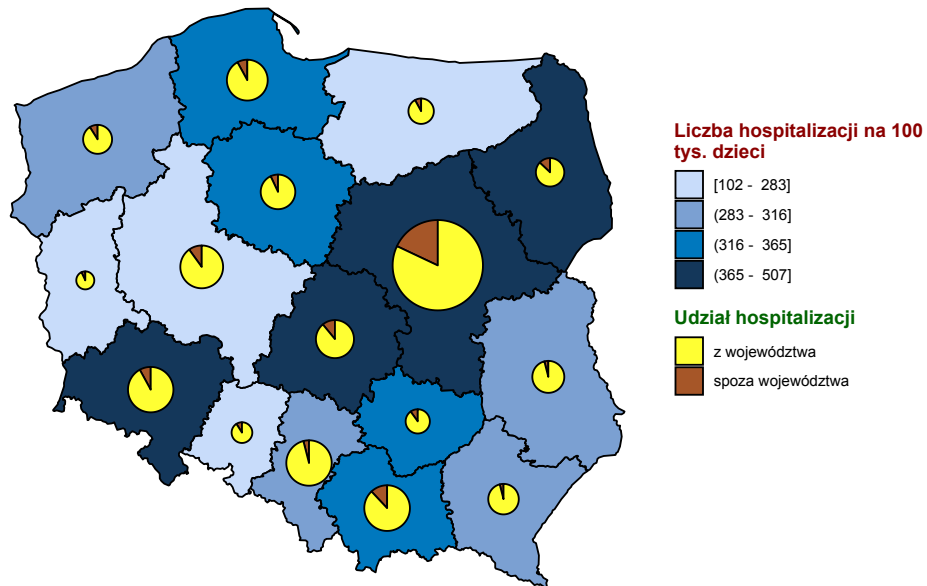 Liczba hospitalizacji na 100
tys. dzieci
[102 - 283]
(283 - 316]
(316 - 365]
(365 - 507]
Udział hospitalizacji
z województwa
spoza województwa